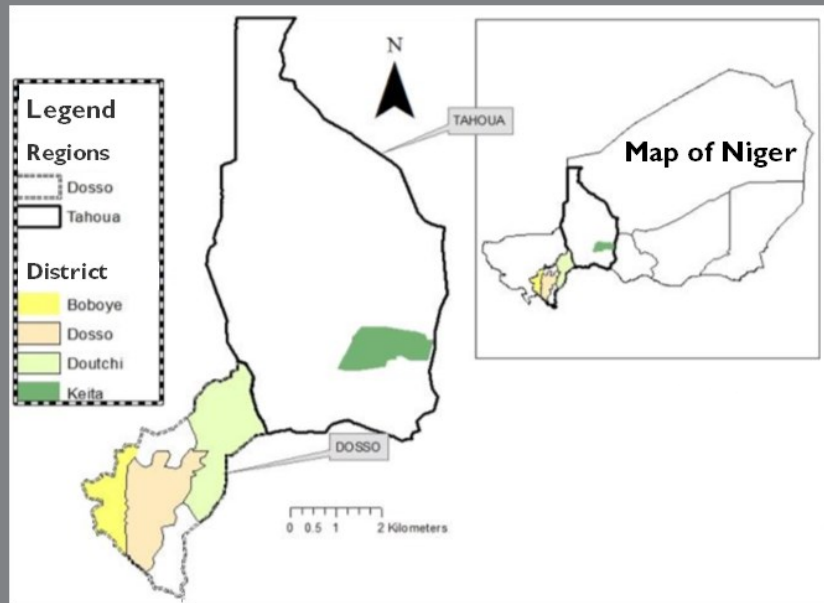 Legend
Regions
Dosso
Tahoua
District
Boboye
Dosso
Doutchi
Keita
N
TAHOUA
DOSSO
0 0.5 1 2 Kilometers
Map of Niger